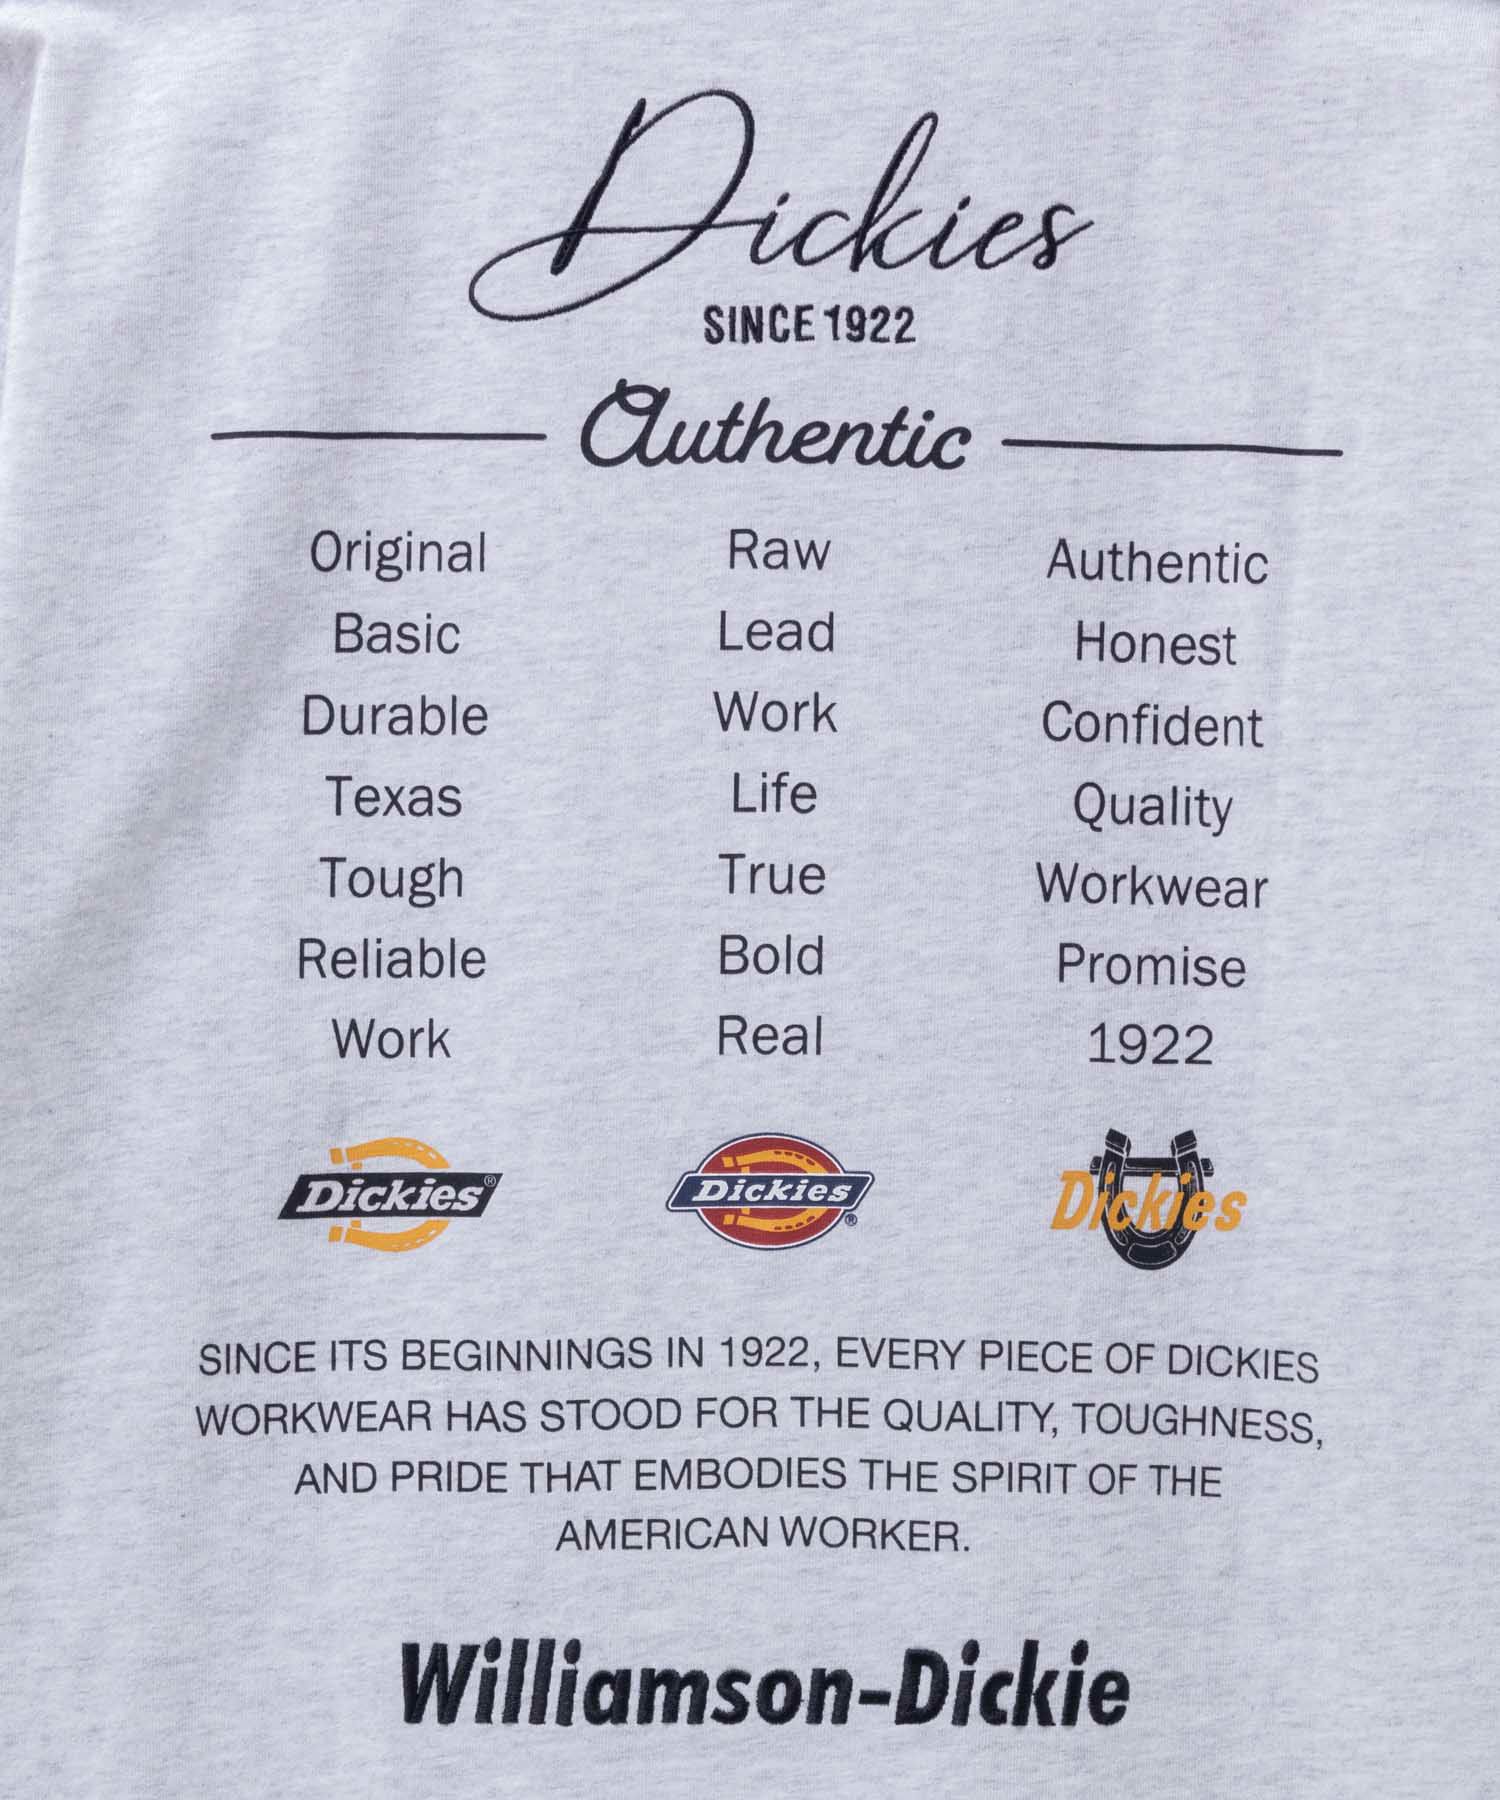 Dickies
SINCE 1922
Authentic
Original Raw Authentic
Basic Lead Honest
Durable Work Confident
Texas Life Quality
Tough True Workwear
Reliable Bold Promise
Work Real 1922
Dickies® Dickies® Dickies
SINCE ITS BEGINNINGS IN 1922, EVERY PIECE OF DICKIES
WORKWEAR HAS STOOD FOR THE QUALITY, TOUGHNESS,
AND PRIDE THAT EMBODIES THE SPIRIT OF THE
AMERICAN WORKER.
Williamson-Dickie